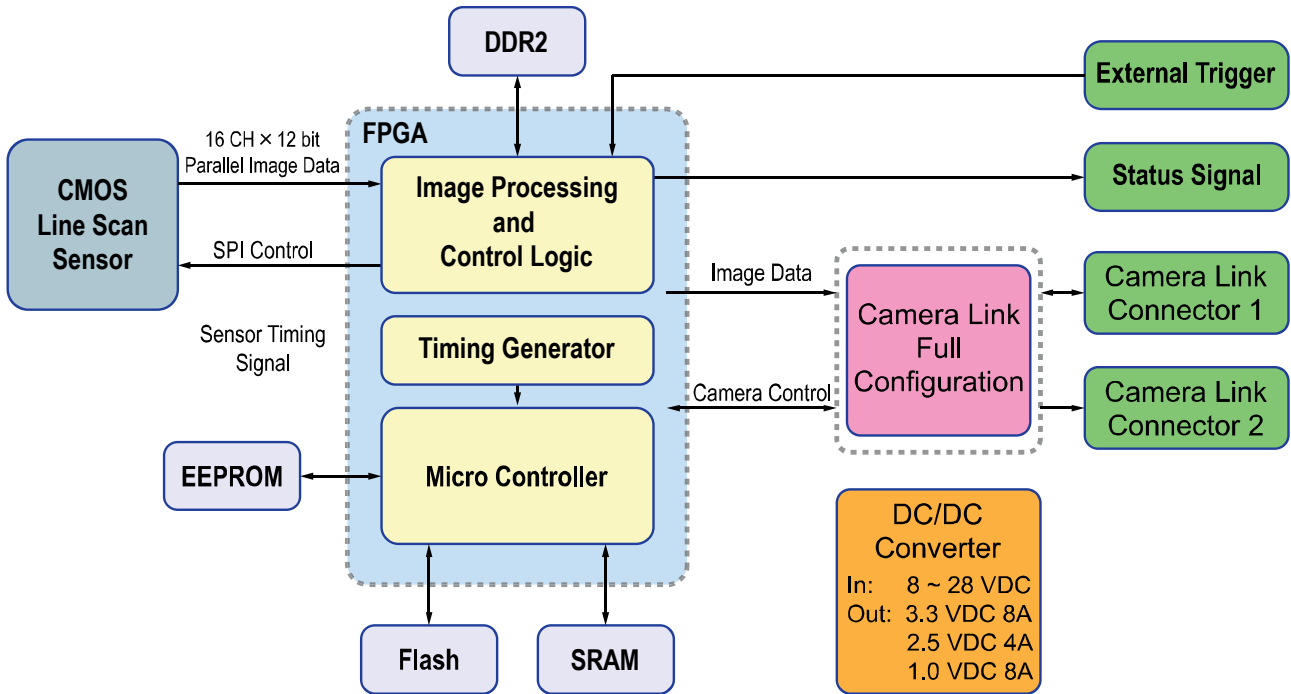 DDR2
External Trigger
FPGA
16 CH × 12 bit
Parallel Image Data
CMOS
Line Scan
Sensor
Image Processing
and
Control Logic
Status Signal
SPI Control
Image Data
Camera Link
Full
Configuration
Camera Link
Connector 1
Sensor Timing
Signal
Timing Generator
Camera Control
Camera Link
Connector 2
EEPROM
Micro Controller
DC/DC
Converter
In: 8 ~ 28 VDC
Out: 3.3 VDC 8A
2.5 VDC 4A
1.0 VDC 8A
Flash
SRAM